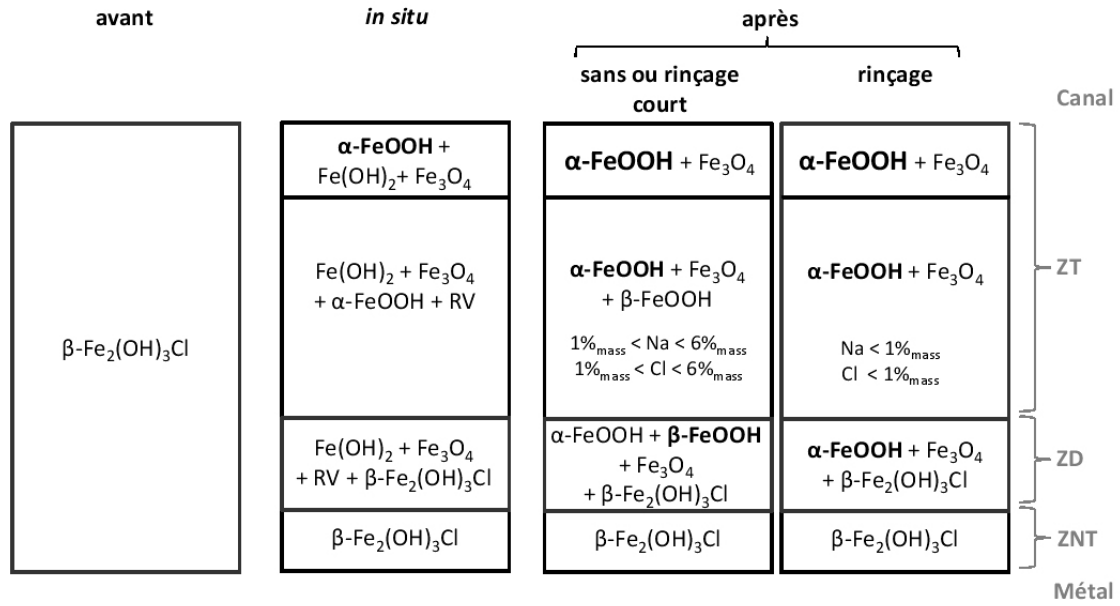 avant
in situ
après
sans ou rinçage
court
rinçage
Canal
β-Fe₂(OH)₃Cl
α-FeOOH +
Fe(OH)₂+ Fe₃O₄
Fe(OH)₂ + Fe₃O₄
+ α-FeOOH + RV
Fe(OH)₂ + Fe₃O₄
+ RV + β-Fe₂(OH)₃Cl
β-Fe₂(OH)₃Cl
α-FeOOH + Fe₃O₄
α-FeOOH + Fe₃O₄
+ β-FeOOH
1%mass < Na < 6%mass
1%mass < Cl < 6%mass
α-FeOOH + β-FeOOH
+ Fe₃O₄
+ β-Fe₂(OH)₃Cl
β-Fe₂(OH)₃Cl
α-FeOOH + Fe₃O₄
α-FeOOH + Fe₃O₄
Na < 1%mass
Cl < 1%mass
α-FeOOH + Fe₃O₄
+ β-Fe₂(OH)₃Cl
β-Fe₂(OH)₃Cl
ZT
ZD
ZNT
Métal